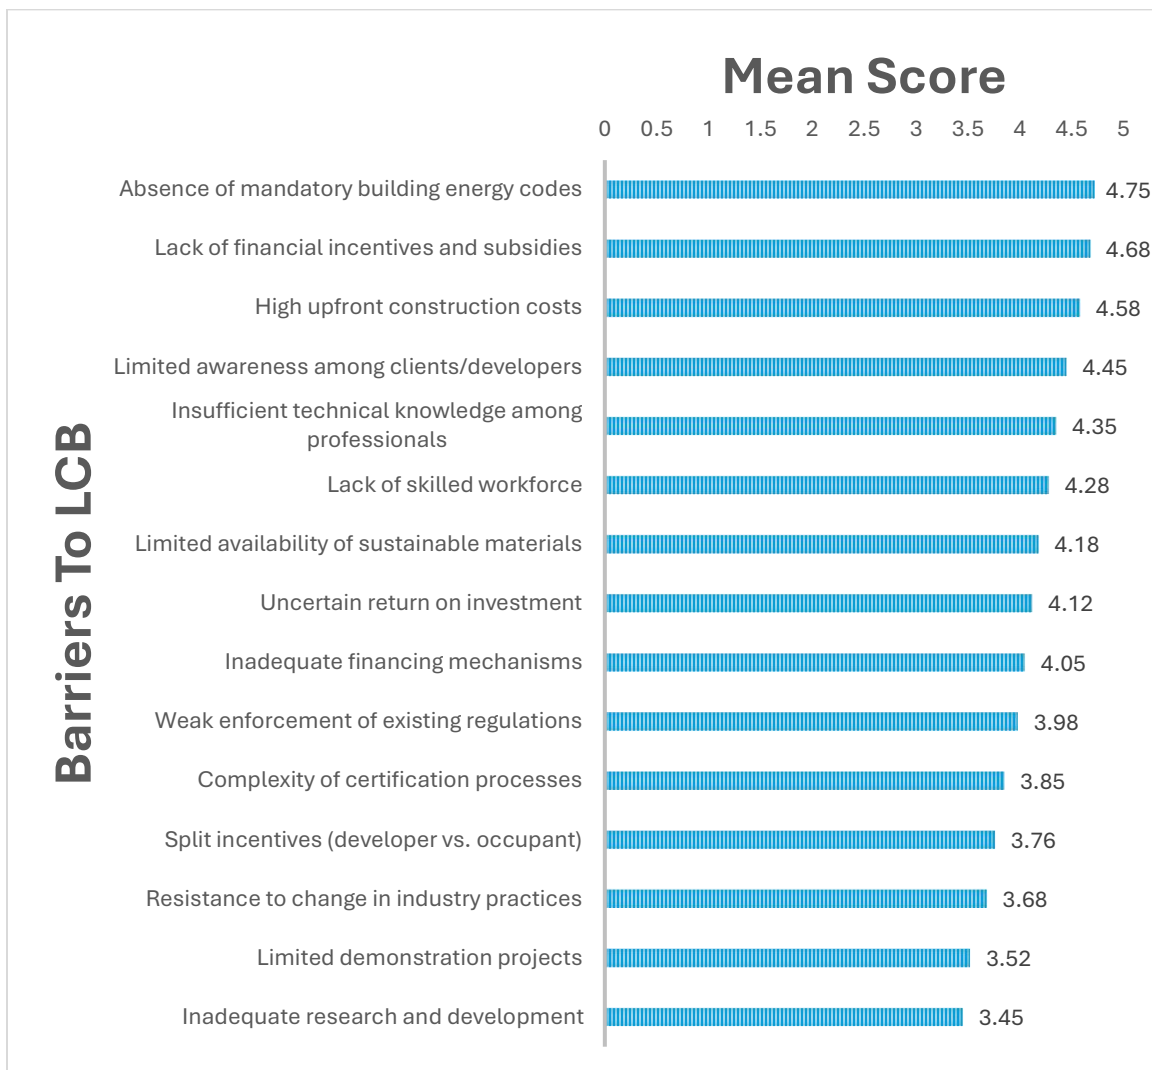 Mean Score
0 0.5 1 1.5 2 2.5 3 3.5 4 4.5 5
Barriers To LCB
Absence of mandatory building energy codes 4.75
Lack of financial incentives and subsidies 4.68
High upfront construction costs 4.58
Limited awareness among clients/developers 4.45
Insufficient technical knowledge among
professionals 4.35
Lack of skilled workforce 4.28
Limited availability of sustainable materials 4.18
Uncertain return on investment 4.12
Inadequate financing mechanisms 4.05
Weak enforcement of existing regulations 3.98
Complexity of certification processes 3.85
Split incentives (developer vs. occupant) 3.76
Resistance to change in industry practices 3.68
Limited demonstration projects 3.52
Inadequate research and development 3.45